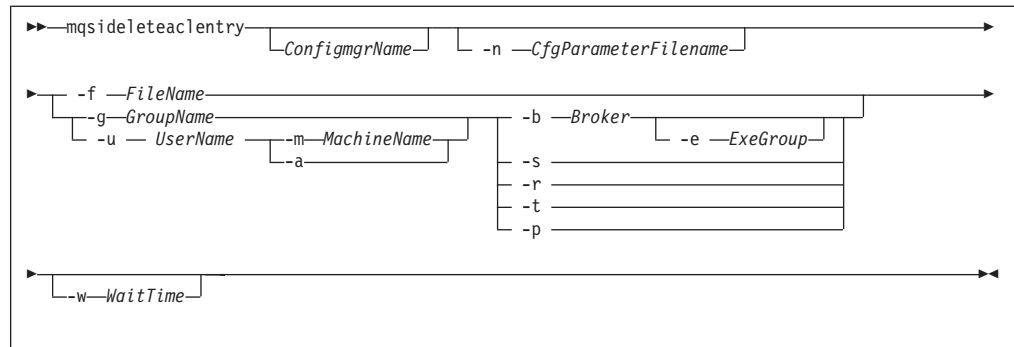 mqsideleteaclentry
ConfigmgrName -n CfgParameterFilename
-f FileName
-g GroupName -b Broker
-u UserName -m MachineName -e ExeGroup
-a -s
-r
-t
-p
-w WaitTime